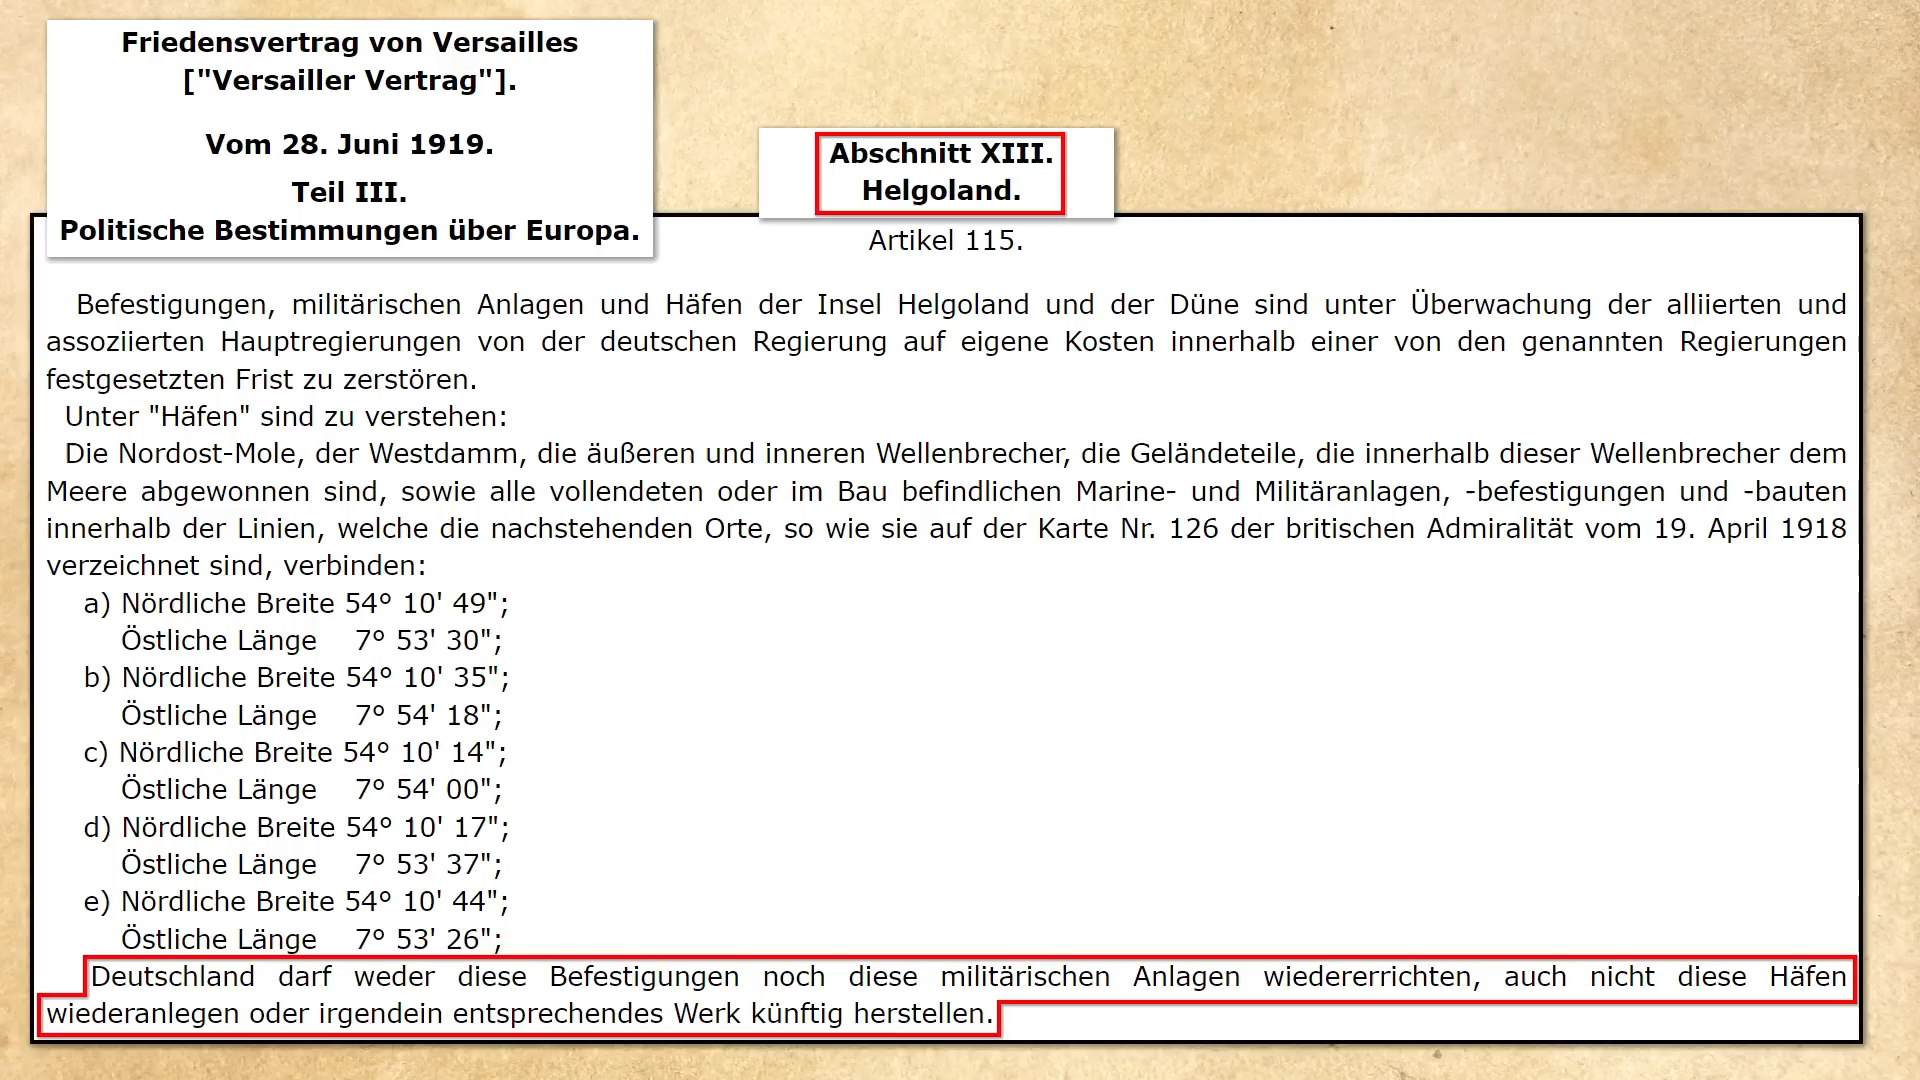 Friedensvertrag von Versailles
["Versailler Vertrag"].
Vom 28. Juni 1919.
Teil III.
Politische Bestimmungen über Europa.
Abschnitt XIII.
Helgoland.
Artikel 115.
Befestigungen, militärischen Anlagen und Häfen der Insel Helgoland und der Düne sind unter Überwachung der alliierten und
assoziierten Hauptregierungen von der deutschen Regierung auf eigene Kosten innerhalb einer von den genannten Regierungen
festgesetzten Frist zu zerstören.
Unter "Häfen" sind zu verstehen:
Die Nordost-Mole, der Westdamm, die äußeren und inneren Wellenbrecher, die Geländeteile, die innerhalb dieser Wellenbrecher dem
Meere abgewonnen sind, sowie alle vollendeten oder im Bau befindlichen Marine- und Militäranlagen, -befestigungen und -bauten
innerhalb der Linien, welche die nachstehenden Orte, so wie sie auf der Karte Nr. 126 der britischen Admiralität vom 19. April 1918
verzeichnet sind, verbinden:
a) Nördliche Breite 54° 10' 49";
Östliche Länge 7° 53' 30";
b) Nördliche Breite 54° 10' 35";
Östliche Länge 7° 54' 18";
c) Nördliche Breite 54° 10' 14";
Östliche Länge 7° 54' 00";
d) Nördliche Breite 54° 10' 17";
Östliche Länge 7° 53' 37";
e) Nördliche Breite 54° 10' 44";
Östliche Länge 7° 53' 26";
Deutschland darf weder diese Befestigungen noch diese militärischen Anlagen wiedererrichten, auch nicht diese Häfen
wiederanlegen oder irgendein entsprechendes Werk künftig herstellen.